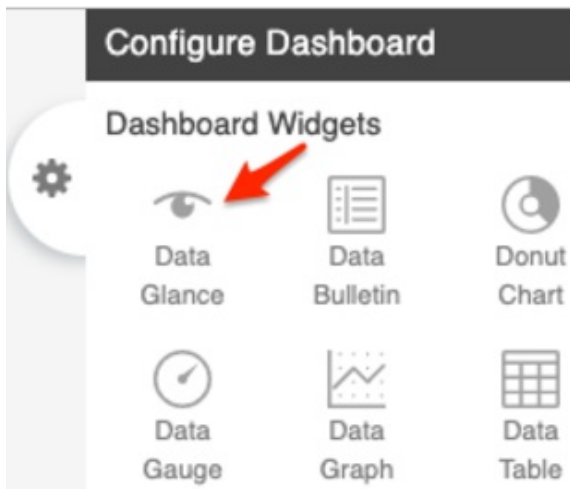 Configure Dashboard
Dashboard Widgets
Data Data Donut
Glance Bulletin Chart
Data Data Data
Gauge Graph Table